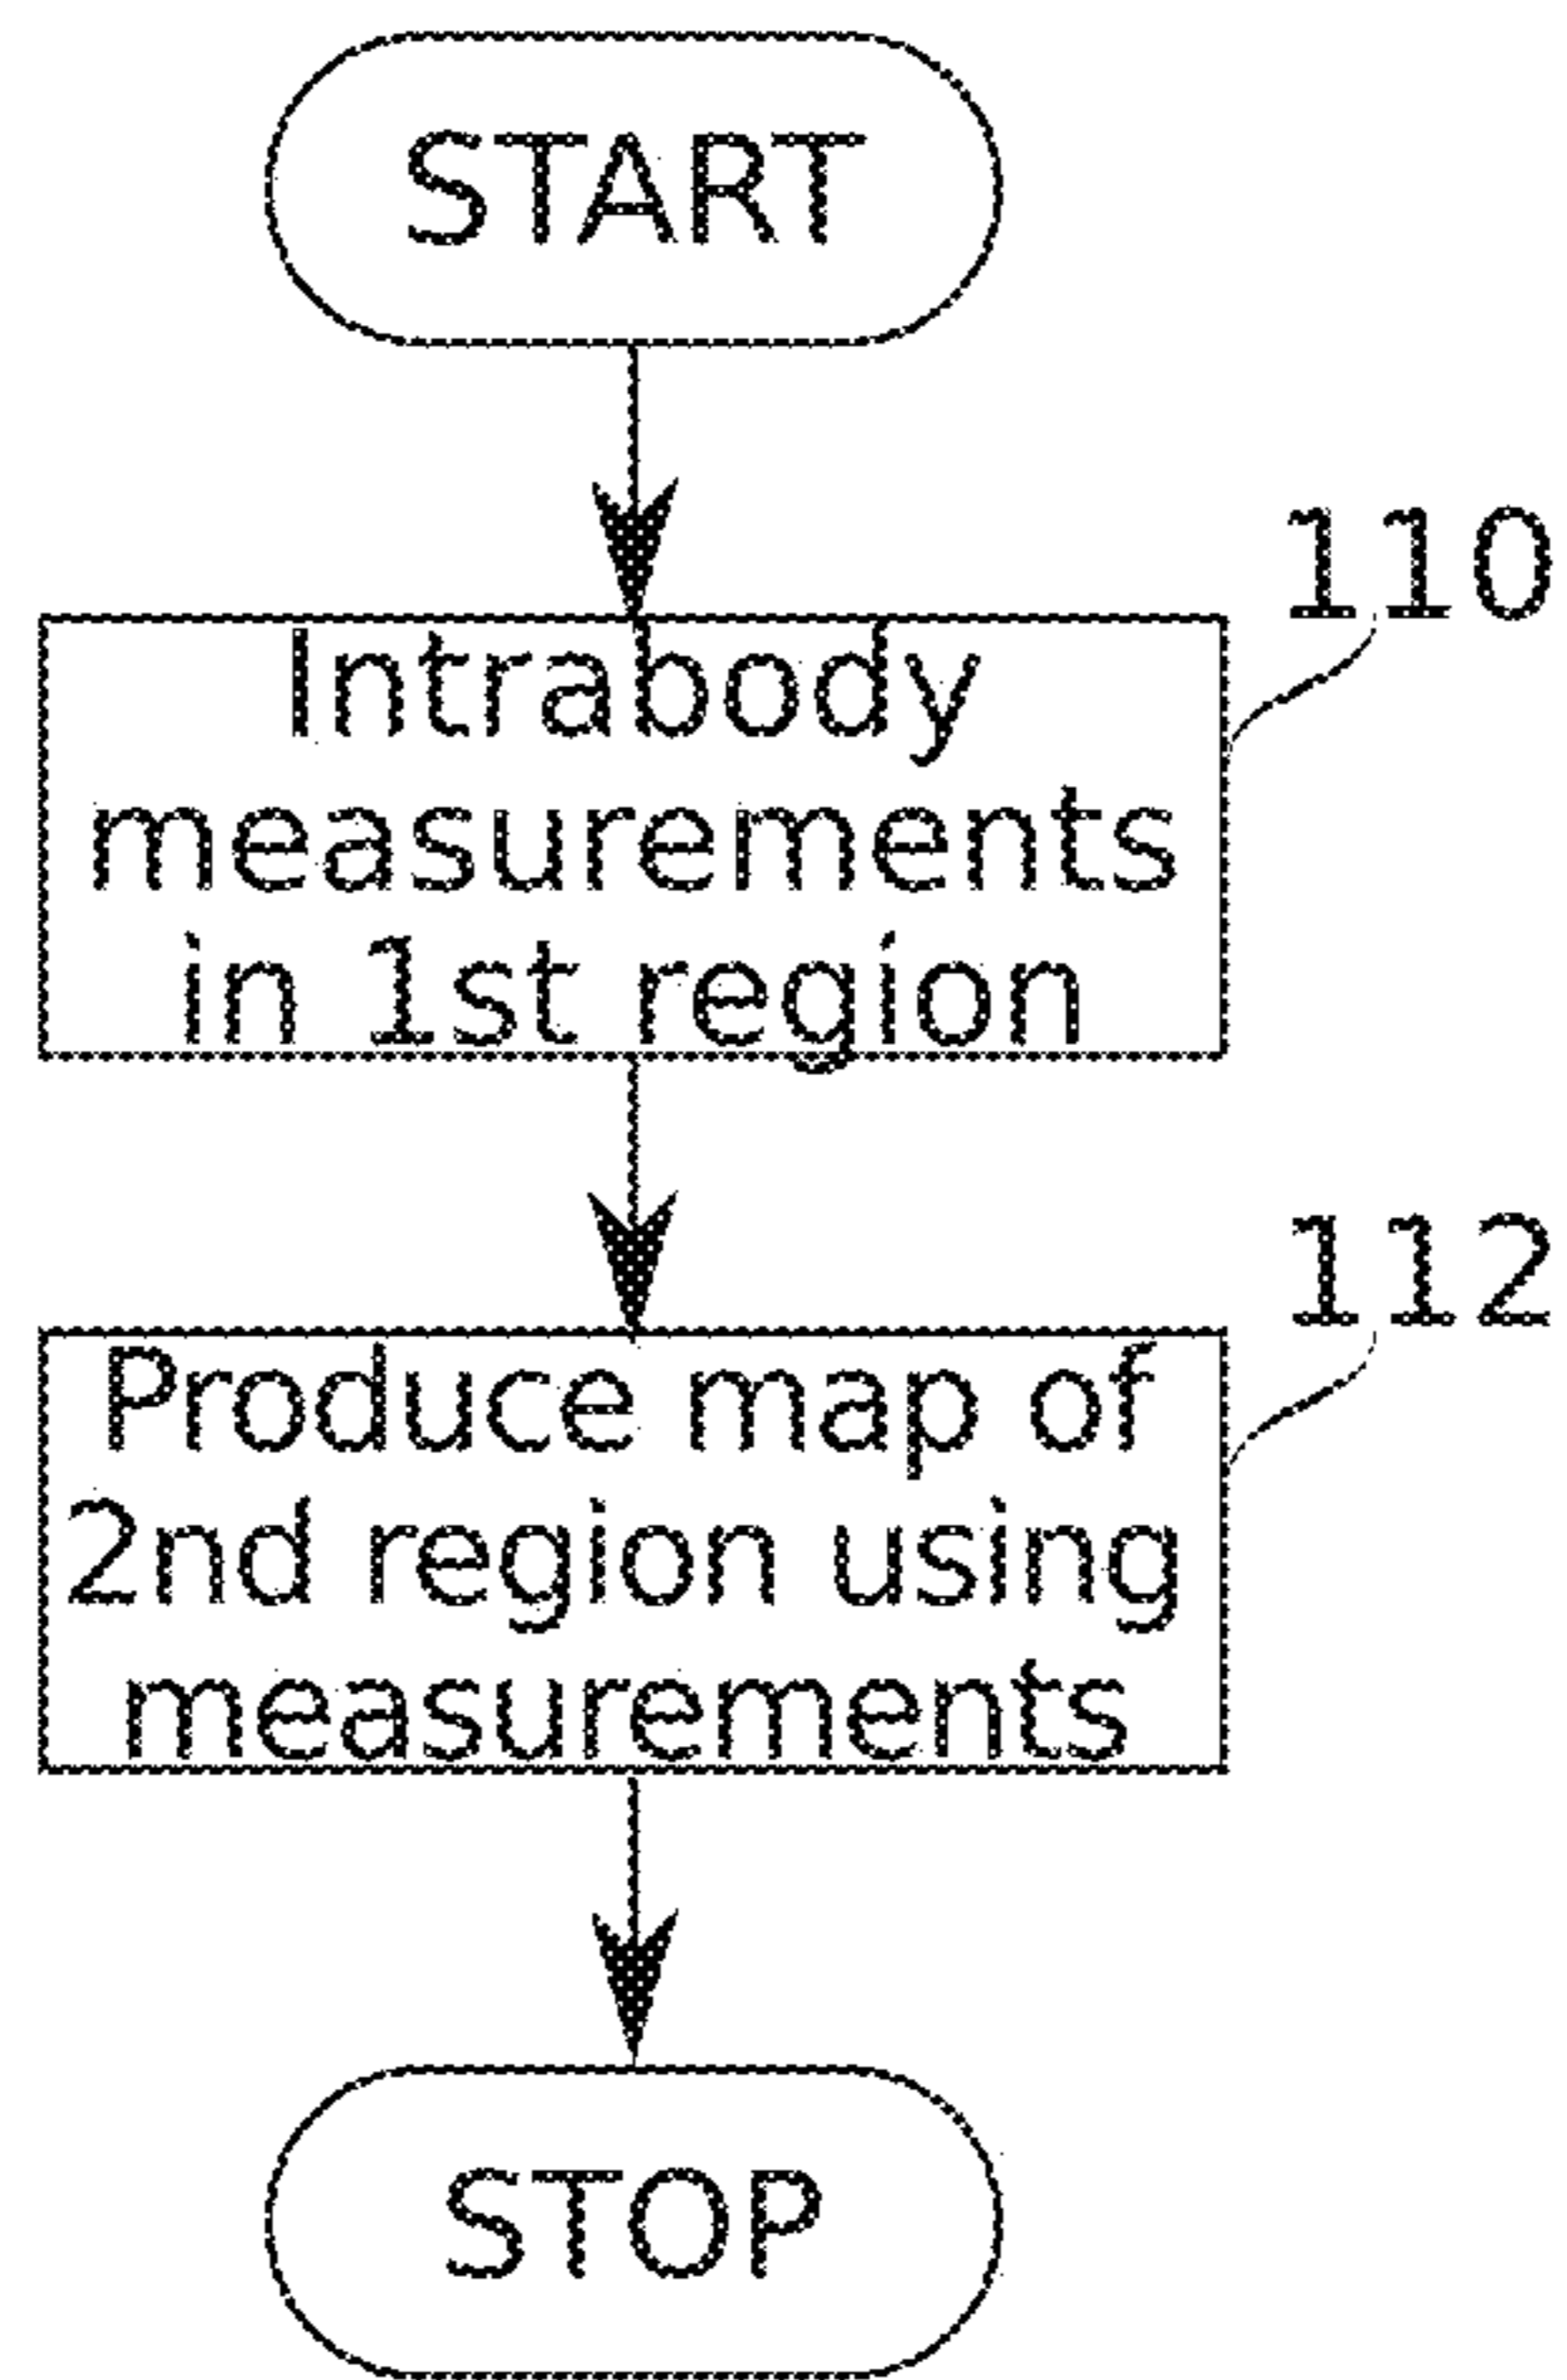 START
110
Intrabody
measurements
in 1st region
112
Produce map of
2nd region using
measurements
STOP